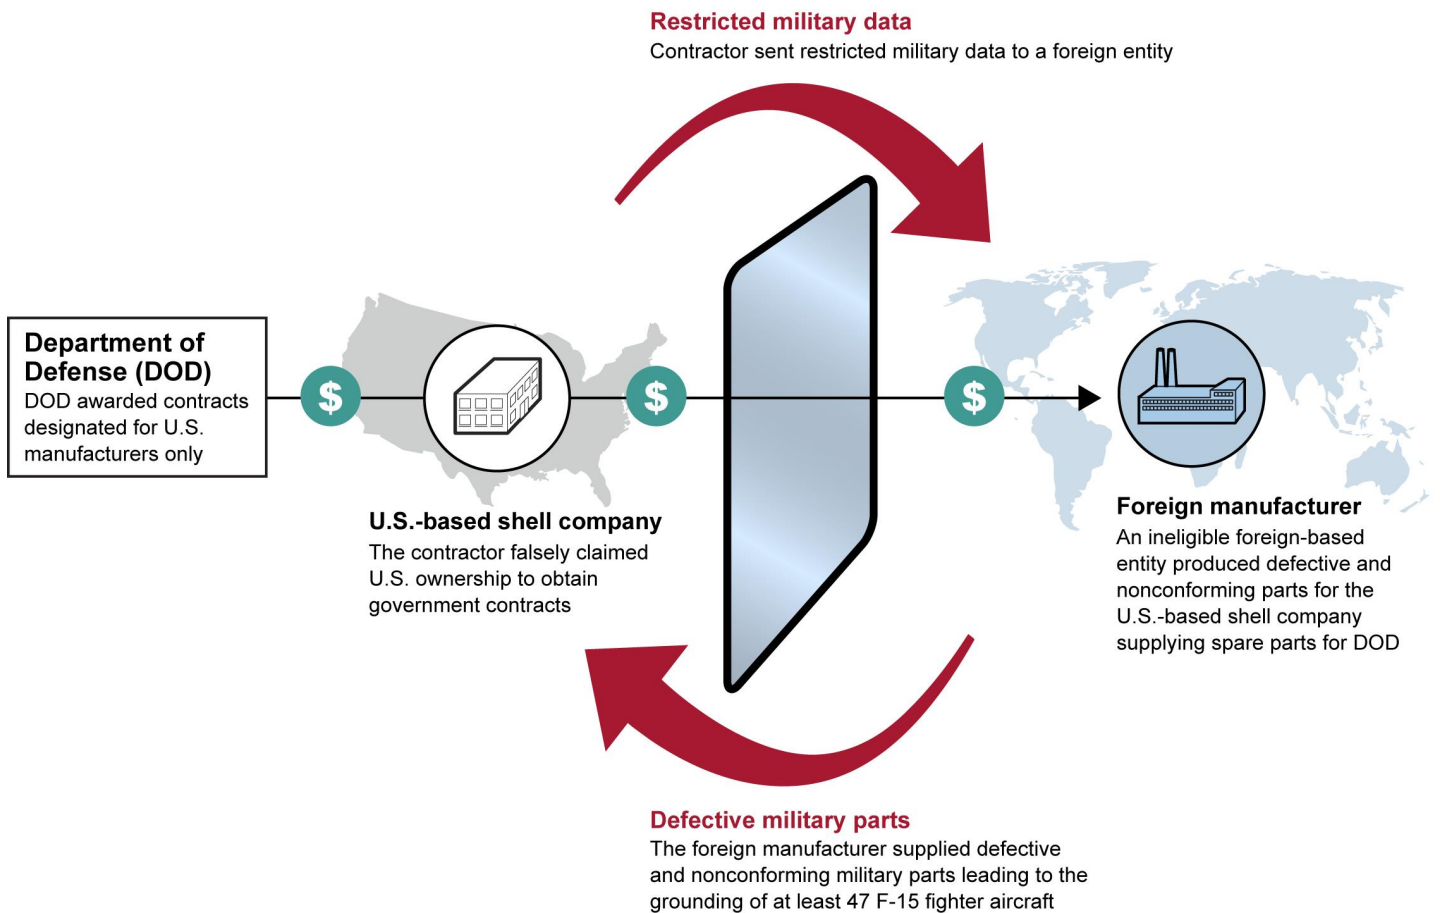 Restricted military data
Contractor sent restricted military data to a foreign entity
Department of
Defense (DOD)
DOD awarded contracts
designated for U.S.
manufacturers only
$
$
$
U.S.-based shell company
The contractor falsely claimed
U.S. ownership to obtain
government contracts
Foreign manufacturer
An ineligible foreign-based
entity produced defective and
nonconforming parts for the
U.S.-based shell company
supplying spare parts for DOD
Defective military parts
The foreign manufacturer supplied defective
and nonconforming military parts leading to the
grounding of at least 47 F-15 fighter aircraft